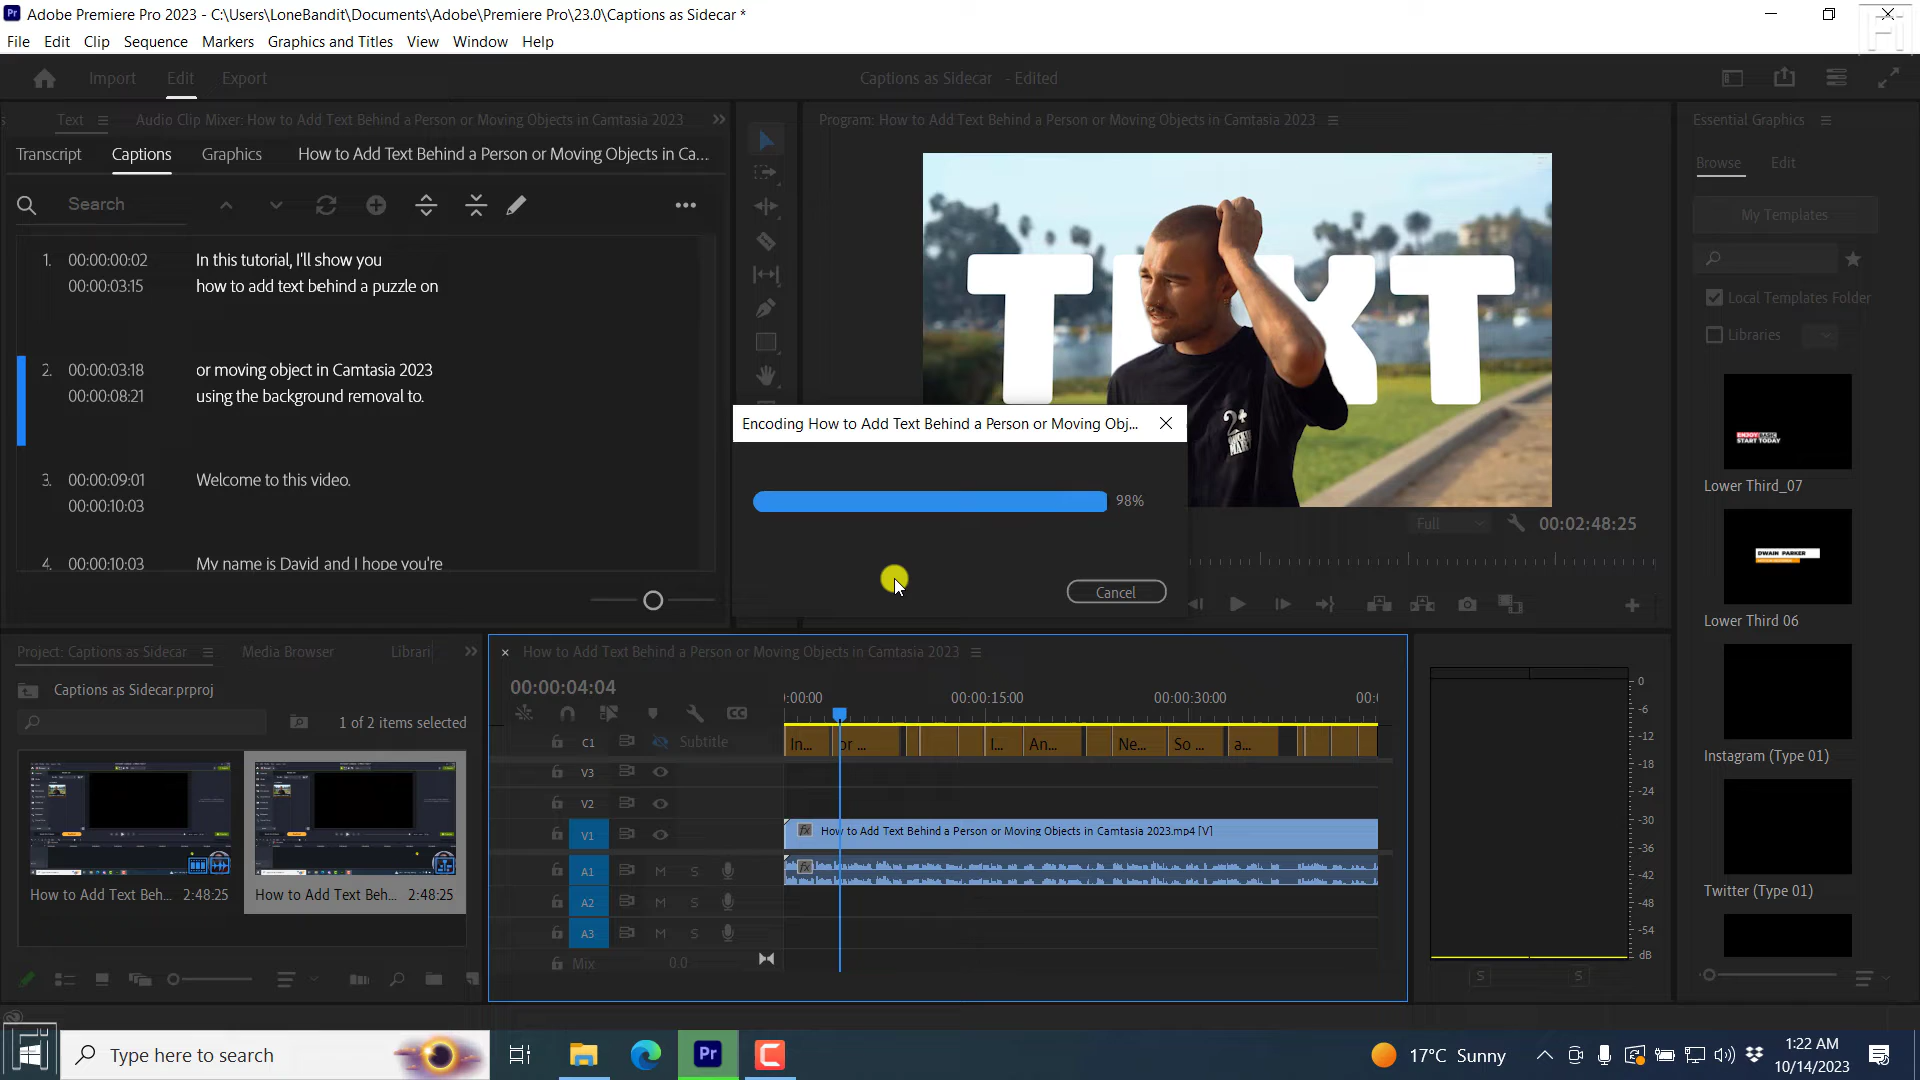 Adobe Premiere Pro 2023 - C:\Users\LoneBandit\Documents\Adobe\Premiere Pro\23.0\Captions as Sidecar *
File Edit Clip Sequence Markers Graphics and Titles View Window Help
Import Edit Export
Captions as Sidecar - Edited
Text
Audio Clip Mixer: How to Add Text Behind a Person or Moving Objects in Camtasia 2023
Program: How to Add Text Behind a Person or Moving Objects in Camtasia 2023
Essential Graphics
Transcript Captions Graphics How to Add Text Behind a Person or Moving Objects in Ca...
Browse Edit
Search
My Templates
1. 00:00:00:02 In this tutorial, I'll show you
00:00:03:15 how to add text behind a puzzle on
2. 00:00:03:18 or moving object in Camtasia 2023
00:00:08:21 using the background removal to.
3. 00:00:09:01 Welcome to this video.
00:00:10:03
4. 00:00:10:03 My name is David and I hope you're
TEXT
2+
Local Templates Folder
Libraries
ENJOY BASIC
START TODAY
Lower Third_07
DWAIN PARKER
Lower Third 06
Instagram (Type 01)
Twitter (Type 01)
Encoding How to Add Text Behind a Person or Moving Obj...
98%
Cancel
Full
00:02:48:25
Project: Captions as Sidecar
Media Browser
Librari
Captions as Sidecar.prproj
1 of 2 items selected
How to Add Text Beh... 2:48:25
How to Add Text Beh... 2:48:25
How to Add Text Behind a Person or Moving Objects in Camtasia 2023
00:00:04:04
:00:00 00:00:15:00 00:00:30:00 00:0
C1 Subtitle In... or ... I... An... Ne... So ... a...
V3
V2
V1 fx How to Add Text Behind a Person or Moving Objects in Camtasia 2023.mp4 [V]
A1 M S fx
A2 M S
A3 M S
Mix 0.0
0
-6
-12
-18
-24
-30
-36
-42
-48
-54
dB
S S
Type here to search
Pr
17°C Sunny
1:22 AM
10/14/2023